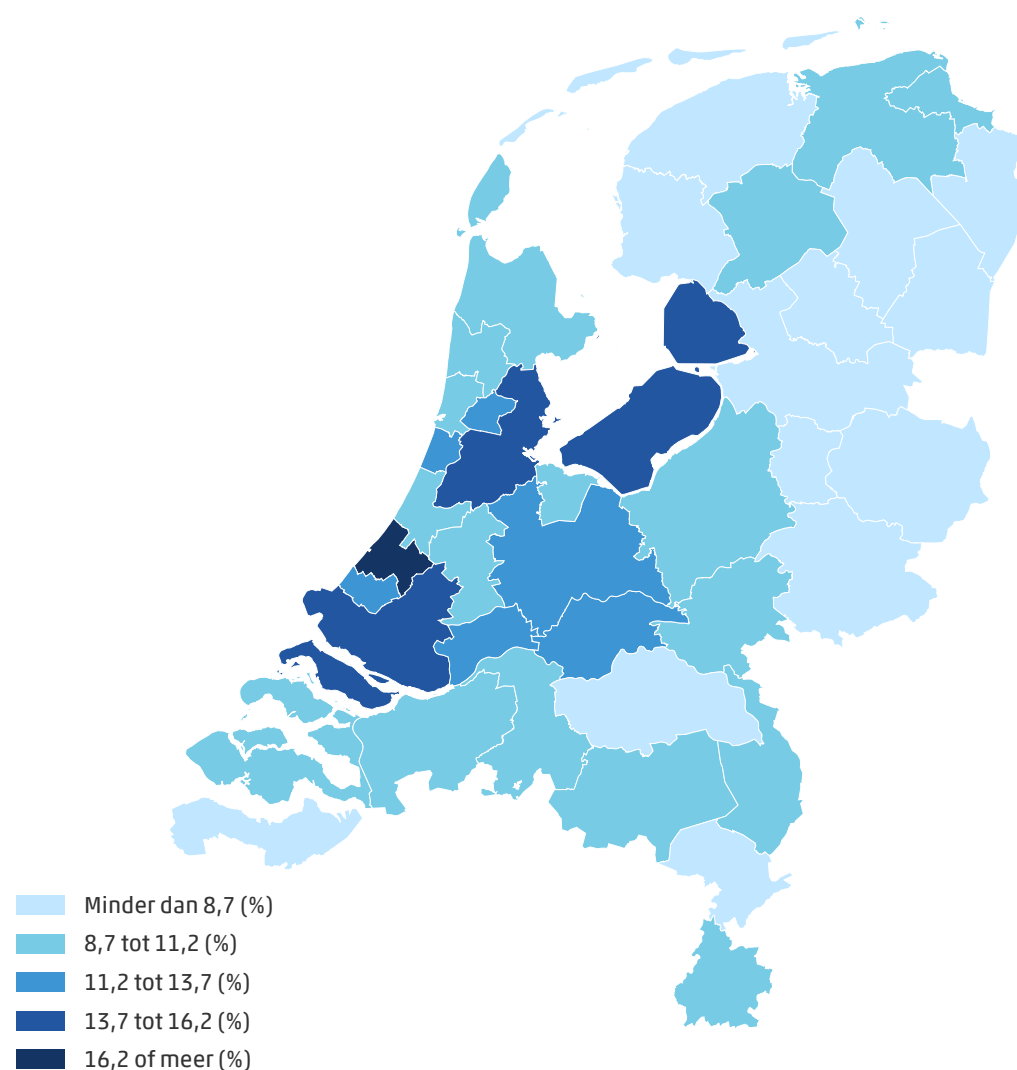 Minder dan 8,7 (%)
8,7 tot 11,2 (%)
11,2 tot 13,7 (%)
13,7 tot 16,2 (%)
16,2 of meer (%)